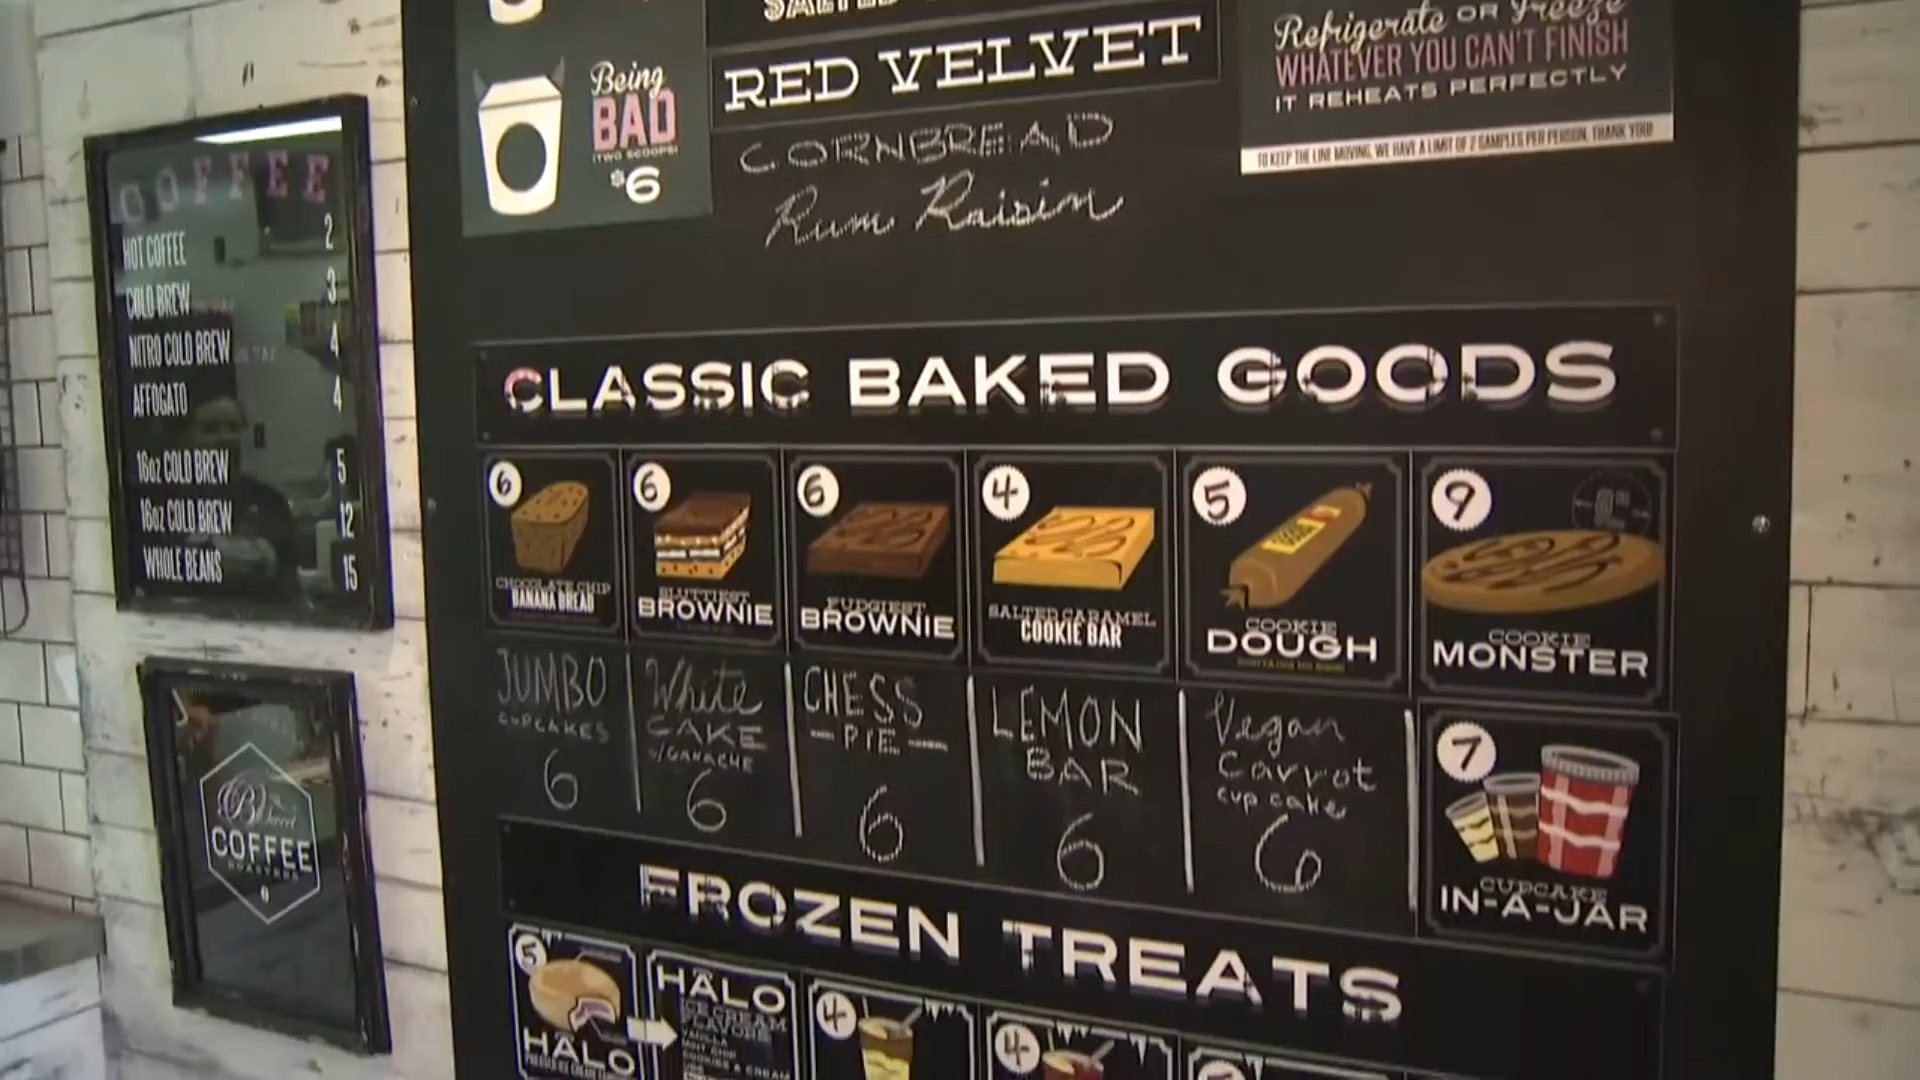 COFFEE
HOT COFFEE 2
COLD BREW 3
NITRO COLD BREW 4
AFFOGATO 4
16oz COLD BREW 5
16oz COLD BREW 12
WHOLE BEANS 15
B Sweet
COFFEE
ROASTERS
Being
BAD
(TWO SCOOPS)
$6
SALTED
RED VELVET
CORNBREAD
Rum Raisin
Refrigerate OR Freeze
WHATEVER YOU CAN'T FINISH
IT REHEATS PERFECTLY
TO KEEP THE LINE MOVING, WE HAVE A LIMIT OF 2 SAMPLES PER PERSON. THANK YOU!
CLASSIC BAKED GOODS
6
CHOCOLATE CHIP
BANANA BREAD
6
SLUTTIEST
BROWNIE
6
FUDGIEST
BROWNIE
4
SALTED CARAMEL
COOKIE BAR
5
COOKIE
DOUGH
9
COOKIE
MONSTER
JUMBO
CUPCAKES
6
White
CAKE
w/GANACHE
6
CHESS
-PIE-
6
LEMON
BAR
6
Vegan
Carrot
cup cake
6
7
CUPCAKE
IN-A-JAR
FROZEN TREATS
5
HALO
HALO
ICE CREAM
FLAVORS
VANILLA
MINT CHIP
COOKIES & CREAM
4
4